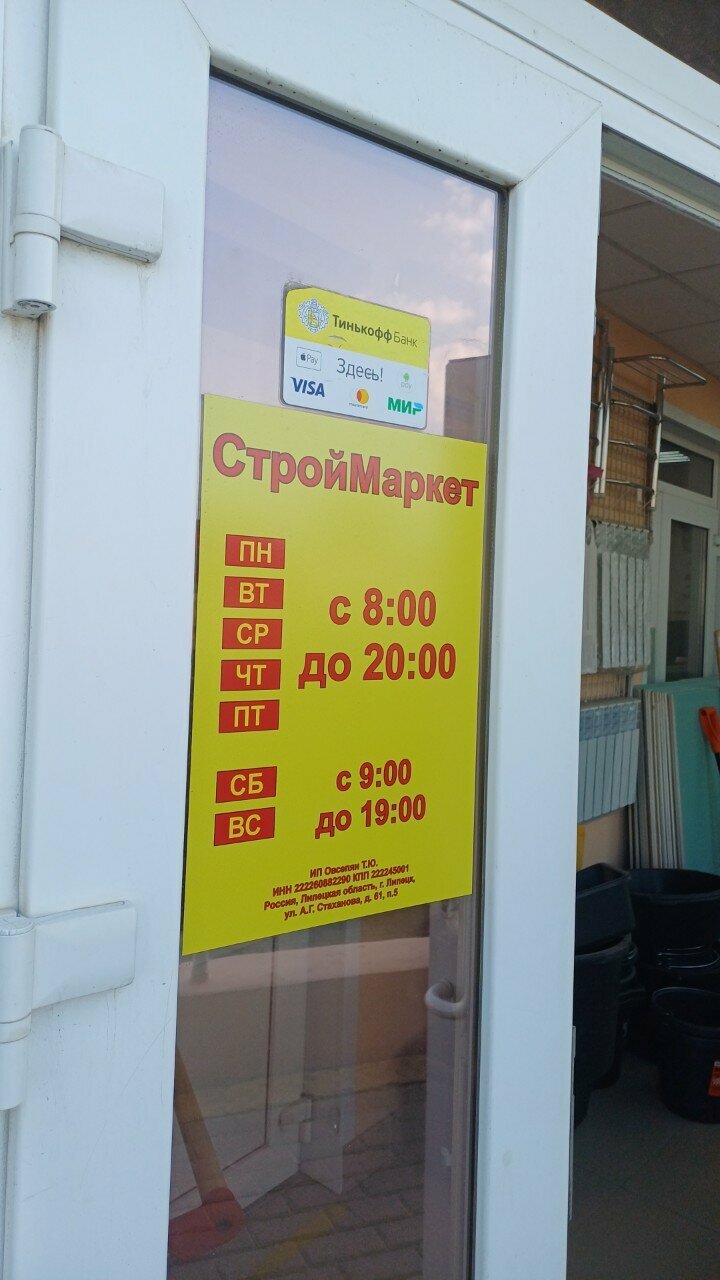 Тинькофф Банк
Pay
Здесь!
pay
VISA
mastercard
МИР
СтройМаркет
ПН
ВТ
СР
ЧТ
ПТ
с 8:00
до 20:00
СБ
ВС
с 9:00
до 19:00
ИП Овсепян Т.Ю.
ИНН 222260882290 КПП 222245001
Россия, Липецкая область, г. Липецк,
ул. А.Г. Стаханова, д. 61, п.5